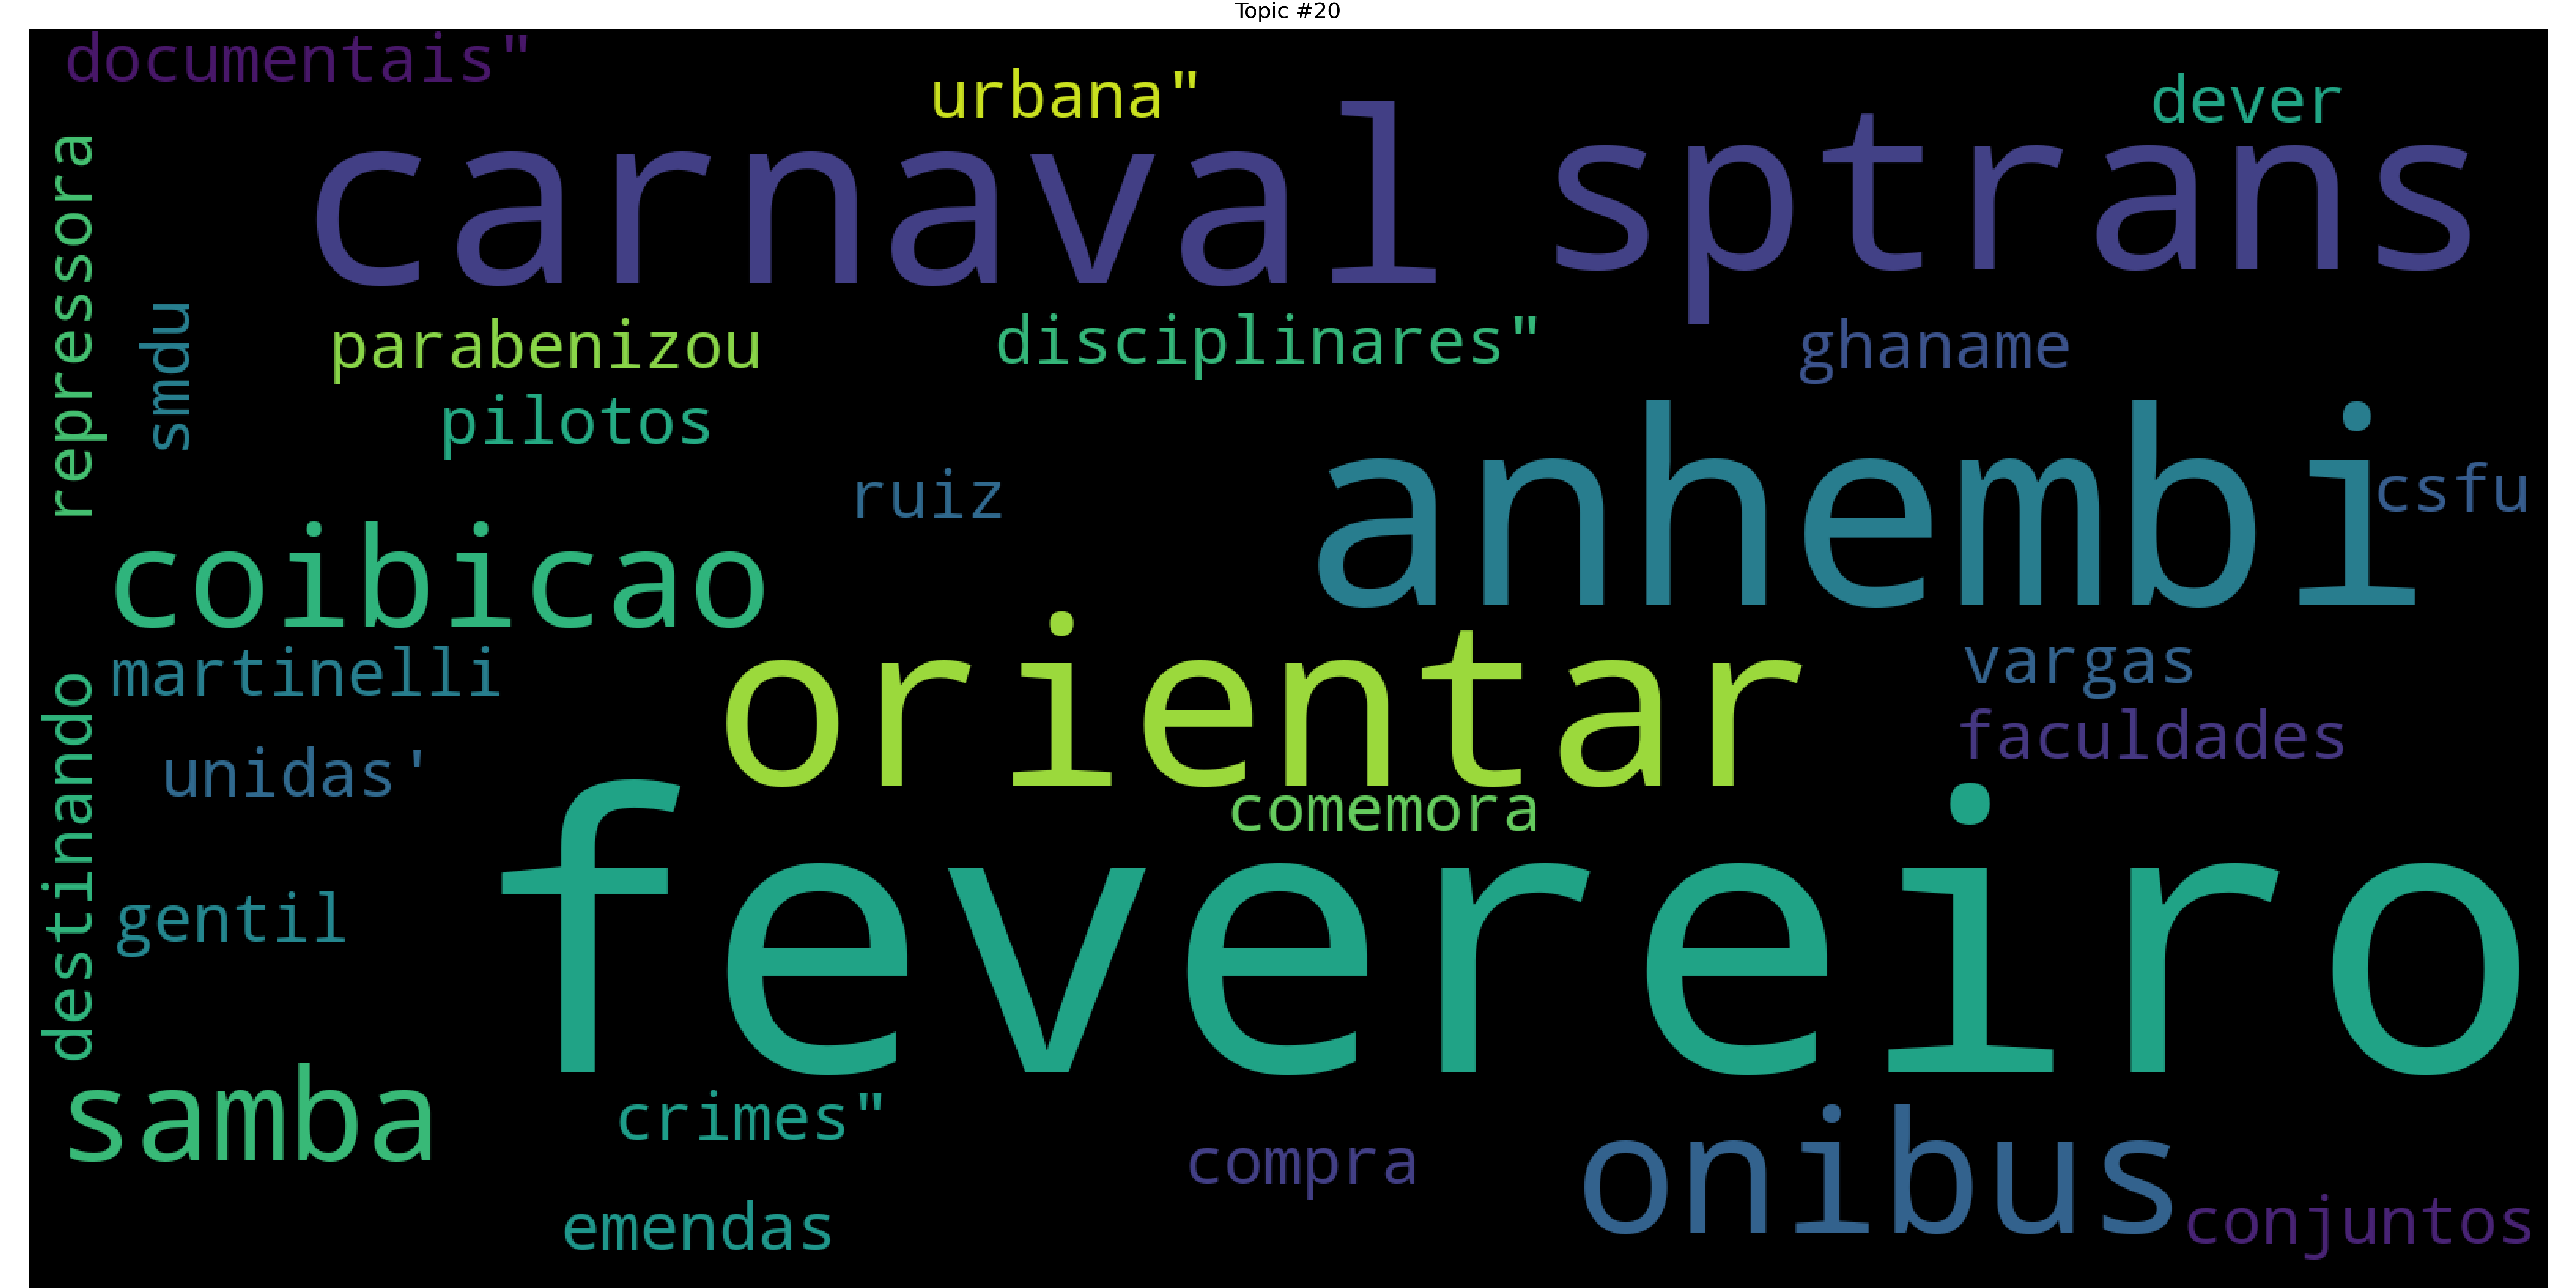 Topic #20
documentais"
urbana"
dever
carnaval
sptrans
repressora
smdu
parabenizou
disciplinares"
ghaname
pilotos
anhembi
ruiz
csfu
coibicao
orientar
martinelli
vargas
destinando
faculdades
unidas'
comemora
fevereiro
gentil
samba
crimes"
onibus
compra
emendas
conjuntos